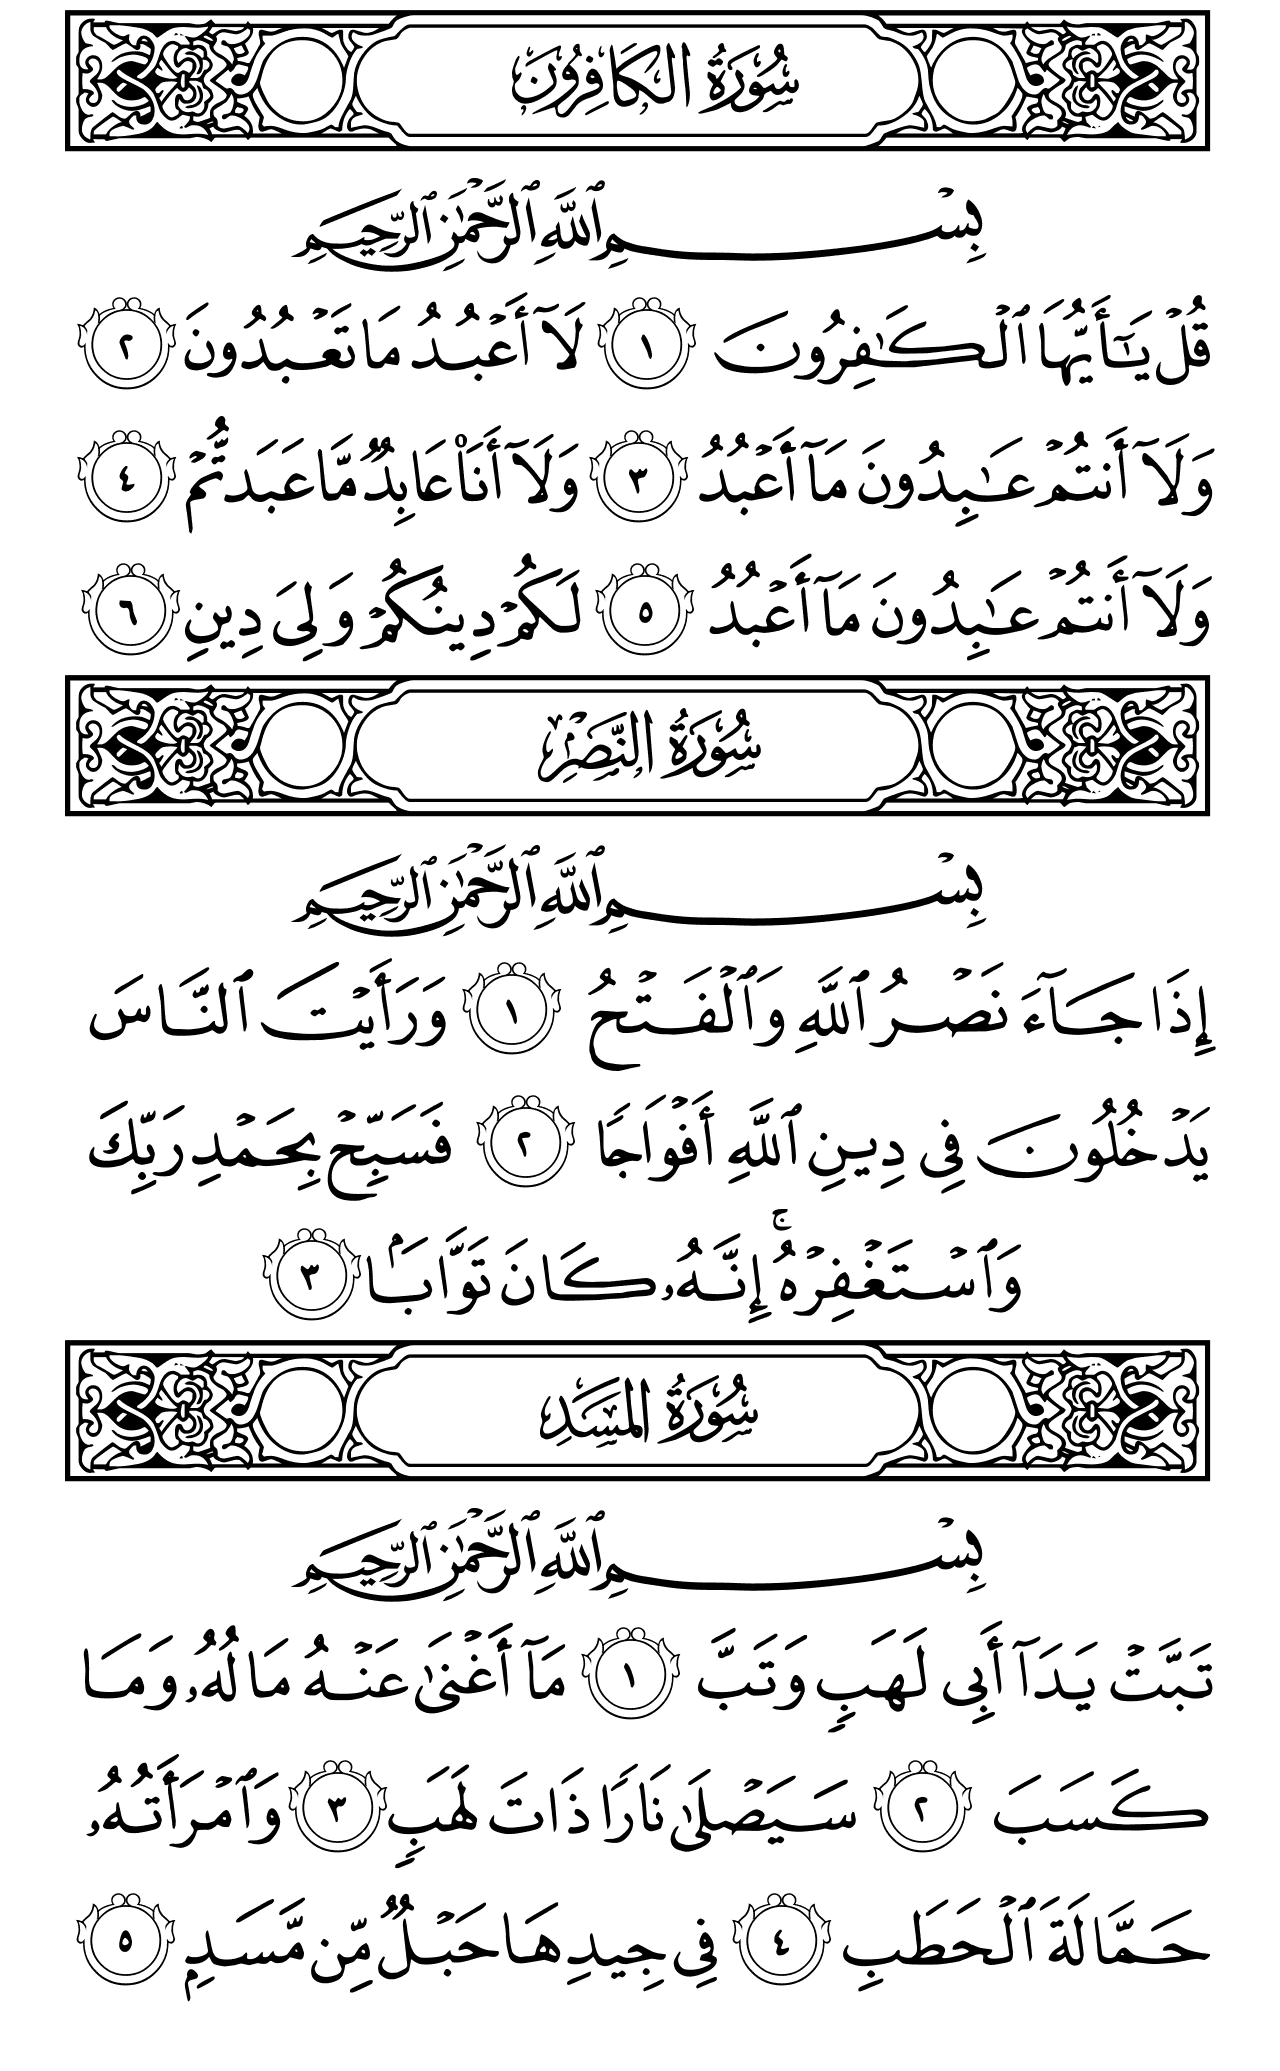 سُورَةُ الكَافِرُونَ
بِسۡمِ ٱللَّهِ ٱلرَّحۡمَٰنِ ٱلرَّحِيمِ
قُلۡ يَـٰٓأَيُّهَا ٱلۡكَـٰفِرُونَ ١ لَآ أَعۡبُدُ مَا تَعۡبُدُونَ ٢
وَلَآ أَنتُمۡ عَـٰبِدُونَ مَآ أَعۡبُدُ ٣ وَلَآ أَنَا۠ عَابِدٞ مَّا عَبَدتُّمۡ ٤
وَلَآ أَنتُمۡ عَـٰبِدُونَ مَآ أَعۡبُدُ ٥ لَكُمۡ دِينُكُمۡ وَلِيَ دِينِ ٦
سُورَةُ النَّصۡرِ
بِسۡمِ ٱللَّهِ ٱلرَّحۡمَٰنِ ٱلرَّحِيمِ
إِذَا جَآءَ نَصۡرُ ٱللَّهِ وَٱلۡفَتۡحُ ١ وَرَأَيۡتَ ٱلنَّاسَ
يَدۡخُلُونَ فِي دِينِ ٱللَّهِ أَفۡوَاجٗا ٢ فَسَبِّحۡ بِحَمۡدِ رَبِّكَ
وَٱسۡتَغۡفِرۡهُۚ إِنَّهُۥ كَانَ تَوَّابَۢا ٣
سُورَةُ المَسَدِ
بِسۡمِ ٱللَّهِ ٱلرَّحۡمَٰنِ ٱلرَّحِيمِ
تَبَّتۡ يَدَآ أَبِي لَهَبٖ وَتَبَّ ١ مَآ أَغۡنَىٰ عَنۡهُ مَالُهُۥ وَمَا
كَسَبَ ٢ سَيَصۡلَىٰ نَارٗا ذَاتَ لَهَبٖ ٣ وَٱمۡرَأَتُهُۥ
حَمَّالَةَ ٱلۡحَطَبِ ٤ فِي جِيدِهَا حَبۡلٞ مِّن مَّسَدِۭ ٥